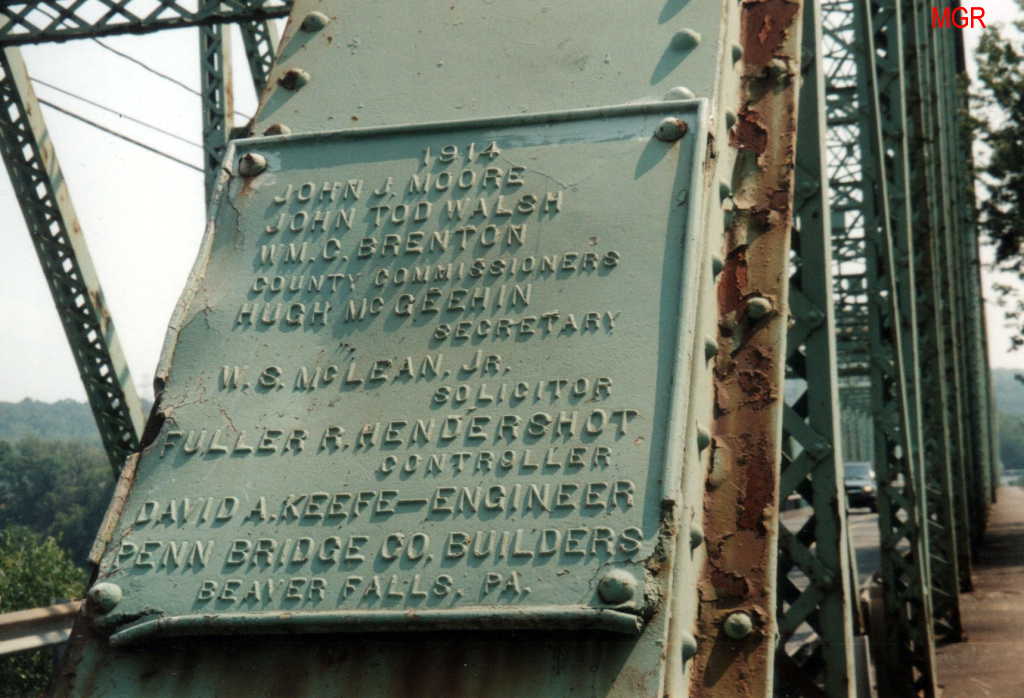 MGR
1914
JOHN J. MOORE
JOHN TOD WALSH
WM. C. BRENTON
COUNTY COMMISSIONERS
HUGH McGEEHIN
SECRETARY
W. S. McLEAN, JR.
SOLICITOR
FULLER R. HENDERSHOT
CONTROLLER
DAVID A. KEEFE—ENGINEER
PENN BRIDGE CO. BUILDERS
BEAVER FALLS, PA.